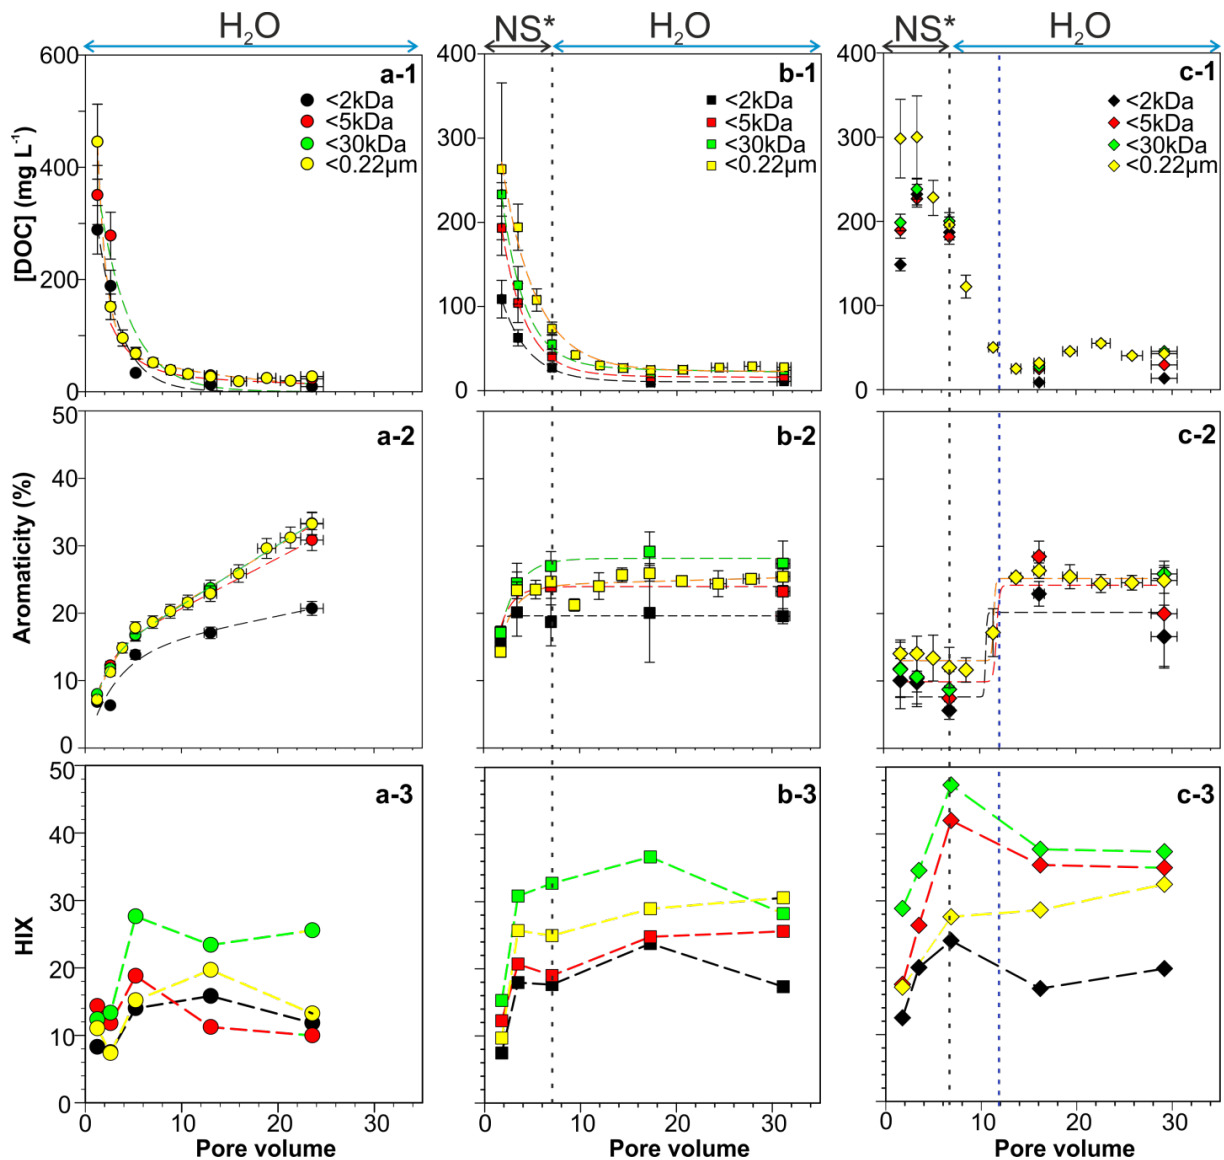 H₂O NS* H₂O NS* H₂O
600 a-1 400 b-1 400 c-1
<2kDa <2kDa <2kDa
<5kDa <5kDa <5kDa
<30kDa <30kDa <30kDa
<0.22µm <0.22µm <0.22µm
[DOC] (mg L⁻¹)
400 300 300
200 200 200
100 100
0 0 0
50 a-2 b-2 c-2
Aromaticity (%)
40
30
20
10
0
50 a-3 b-3 c-3
HIX
40
30
20
10
0
0 10 20 30 0 10 20 30 0 10 20 30
Pore volume Pore volume Pore volume